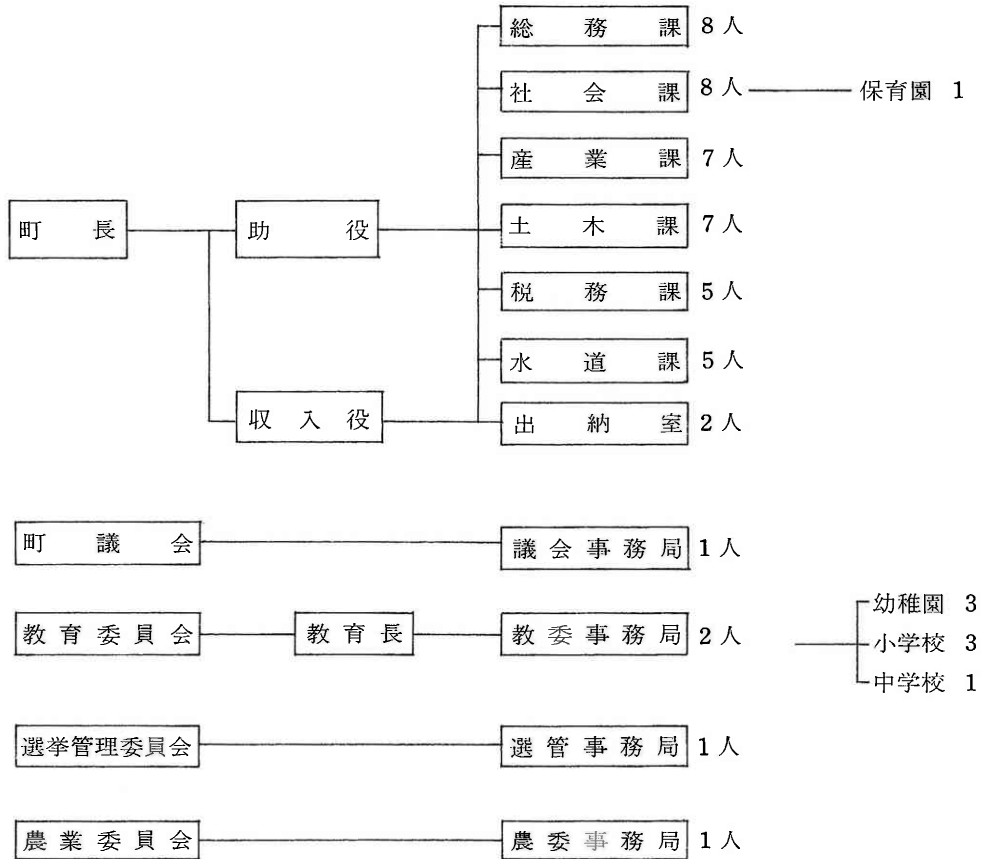 総務課 8人
社会課 8人 保育園 1
産業課 7人
町長 助役 土木課 7人
税務課 5人
水道課 5人
収入役 出納室 2人
町議会 議会事務局 1人
幼稚園 3
教育委員会 教育長 教委事務局 2人 小学校 3
中学校 1
選挙管理委員会 選管事務局 1人
農業委員会 農委事務局 1人